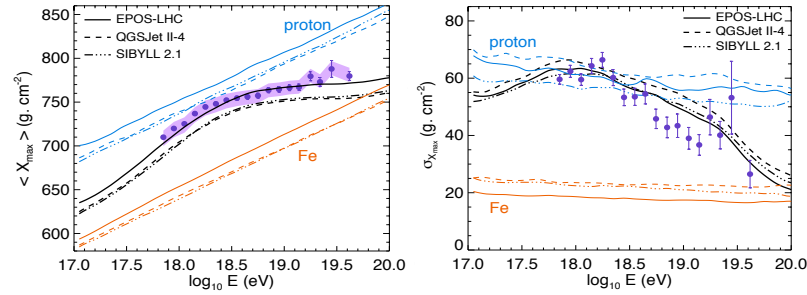 850
800
750
700
650
600
< X_max > (g. cm⁻²)
EPOS-LHC
QGSJet II-4
SIBYLL 2.1
proton
Fe
17.0 17.5 18.0 18.5 19.0 19.5 20.0
log₁₀ E (eV)
80
60
40
20
0
σ_Xmax (g. cm⁻²)
EPOS-LHC
QGSJet II-4
SIBYLL 2.1
proton
Fe
17.0 17.5 18.0 18.5 19.0 19.5 20.0
log₁₀ E (eV)